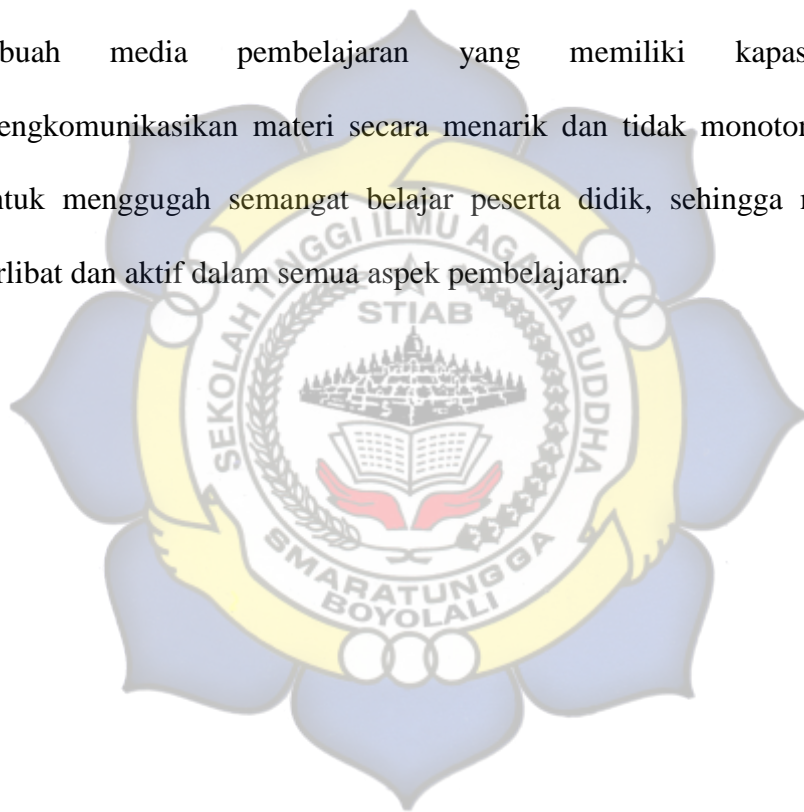 buah media pembelajaran yang memiliki kapas
engkomunikasikan materi secara menarik dan tidak monoton
ntuk menggugah semangat belajar peserta didik, sehingga
rlibat dan aktif dalam semua aspek pembelajaran.
SEKOLAH TINGGI ILMU AGAMA BUDDHA
STIAB
SMARATUNGGA
BOYOLALI